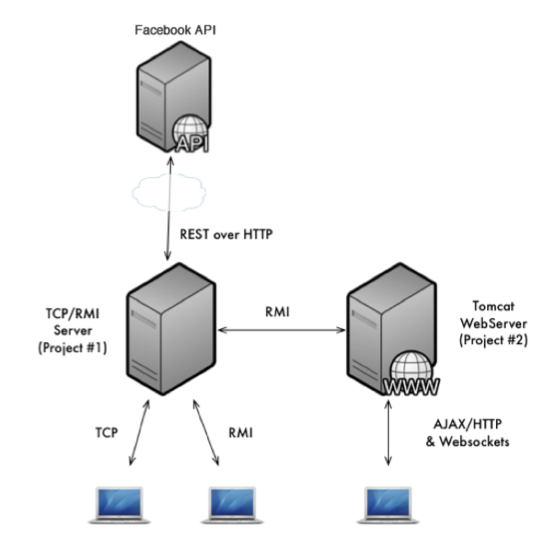 Facebook API
API
REST over HTTP
TCP/RMI
Server
(Project #1)
RMI
Tomcat
WebServer
(Project #2)
WWW
TCP
RMI
AJAX/HTTP
& Websockets